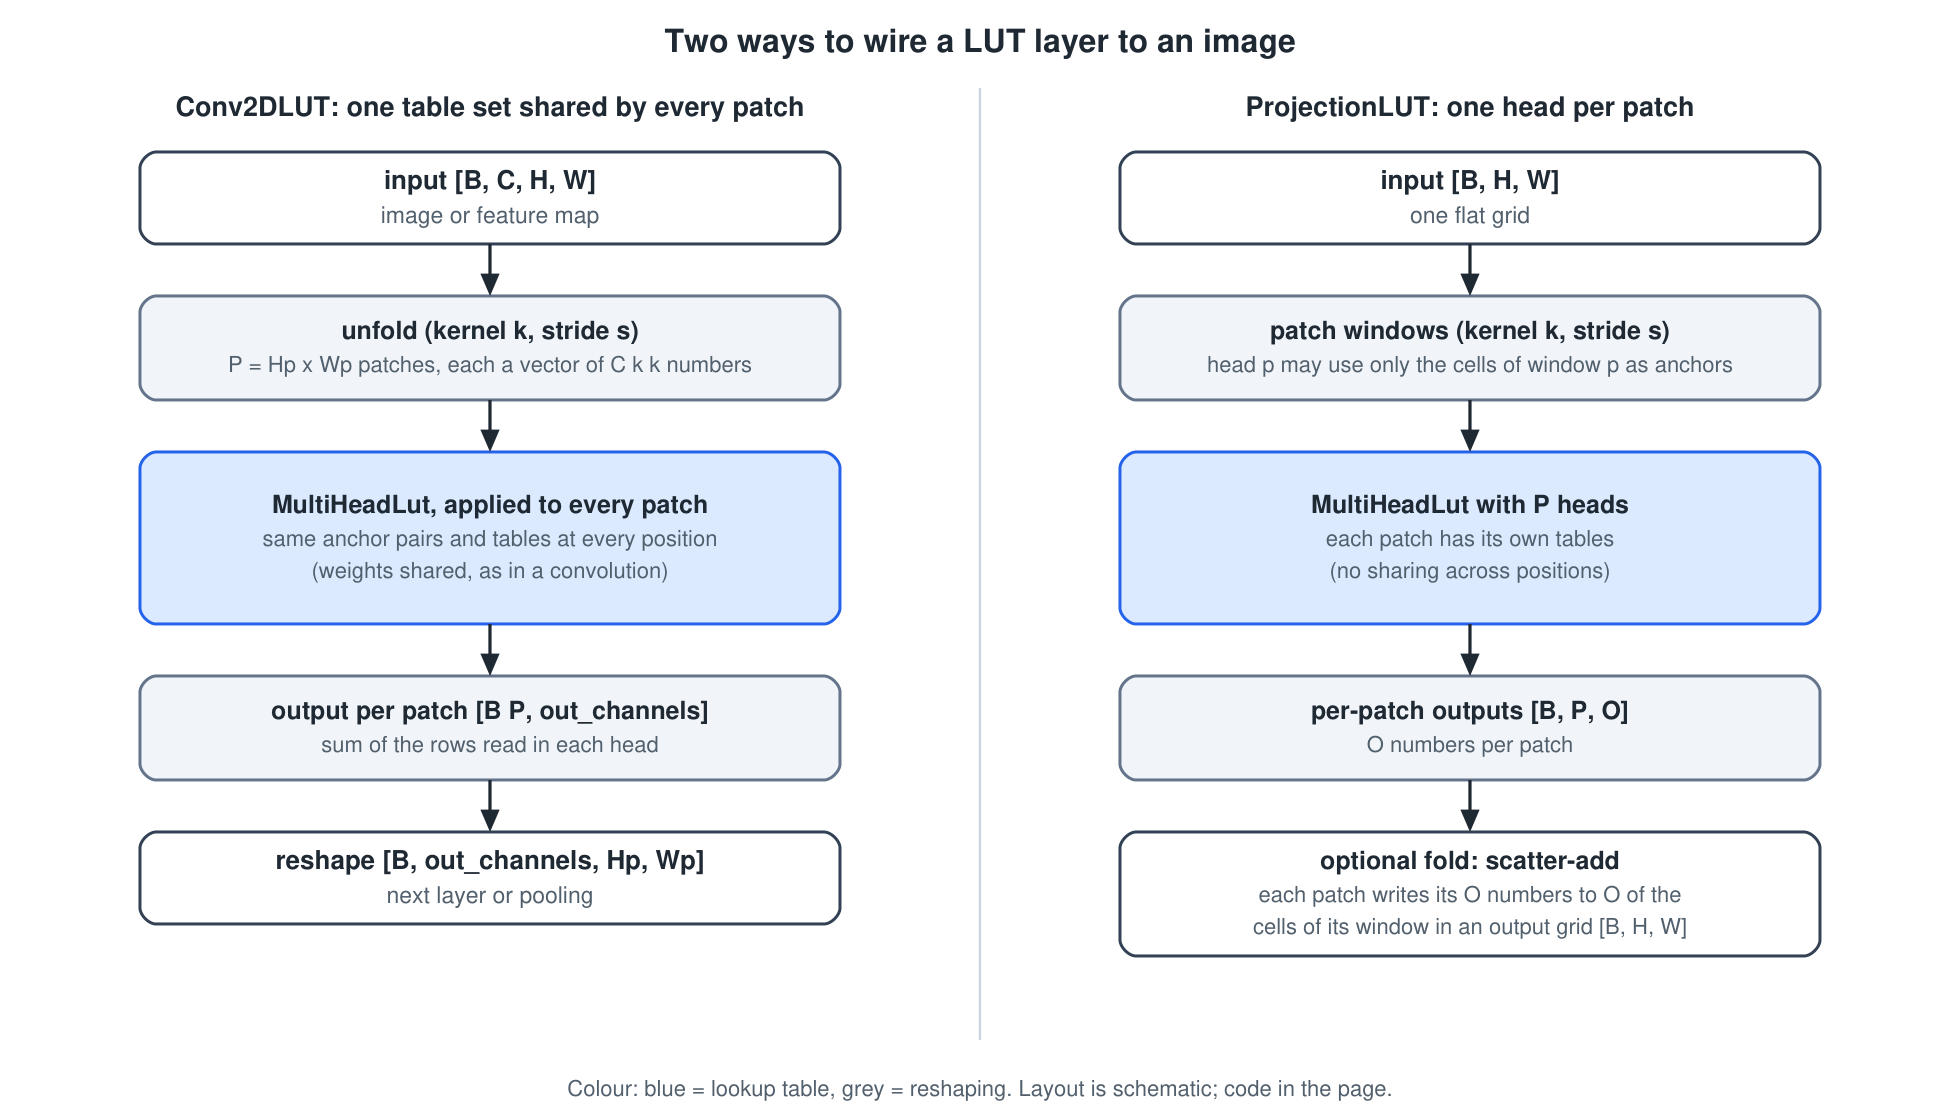 Two ways to wire a LUT layer to an image
Conv2DLUT: one table set shared by every patch
input [B, C, H, W]
image or feature map
unfold (kernel k, stride s)
P = Hp x Wp patches, each a vector of C k k numbers
MultiHeadLut, applied to every patch
same anchor pairs and tables at every position
(weights shared, as in a convolution)
output per patch [B P, out_channels]
sum of the rows read in each head
reshape [B, out_channels, Hp, Wp]
next layer or pooling
ProjectionLUT: one head per patch
input [B, H, W]
one flat grid
patch windows (kernel k, stride s)
head p may use only the cells of window p as anchors
MultiHeadLut with P heads
each patch has its own tables
(no sharing across positions)
per-patch outputs [B, P, O]
O numbers per patch
optional fold: scatter-add
each patch writes its O numbers to O of the
cells of its window in an output grid [B, H, W]
Colour: blue = lookup table, grey = reshaping. Layout is schematic; code in the page.